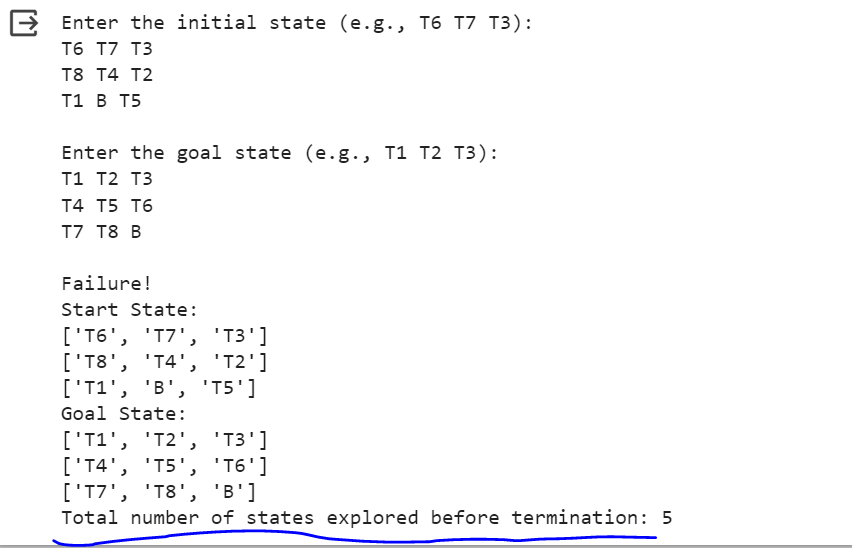 Enter the initial state (e.g., T6 T7 T3):
T6 T7 T3
T8 T4 T2
T1 B T5
Enter the goal state (e.g., T1 T2 T3):
T1 T2 T3
T4 T5 T6
T7 T8 B
Failure!
Start State:
['T6', 'T7', 'T3']
['T8', 'T4', 'T2']
['T1', 'B', 'T5']
Goal State:
['T1', 'T2', 'T3']
['T4', 'T5', 'T6']
['T7', 'T8', 'B']
Total number of states explored before termination: 5